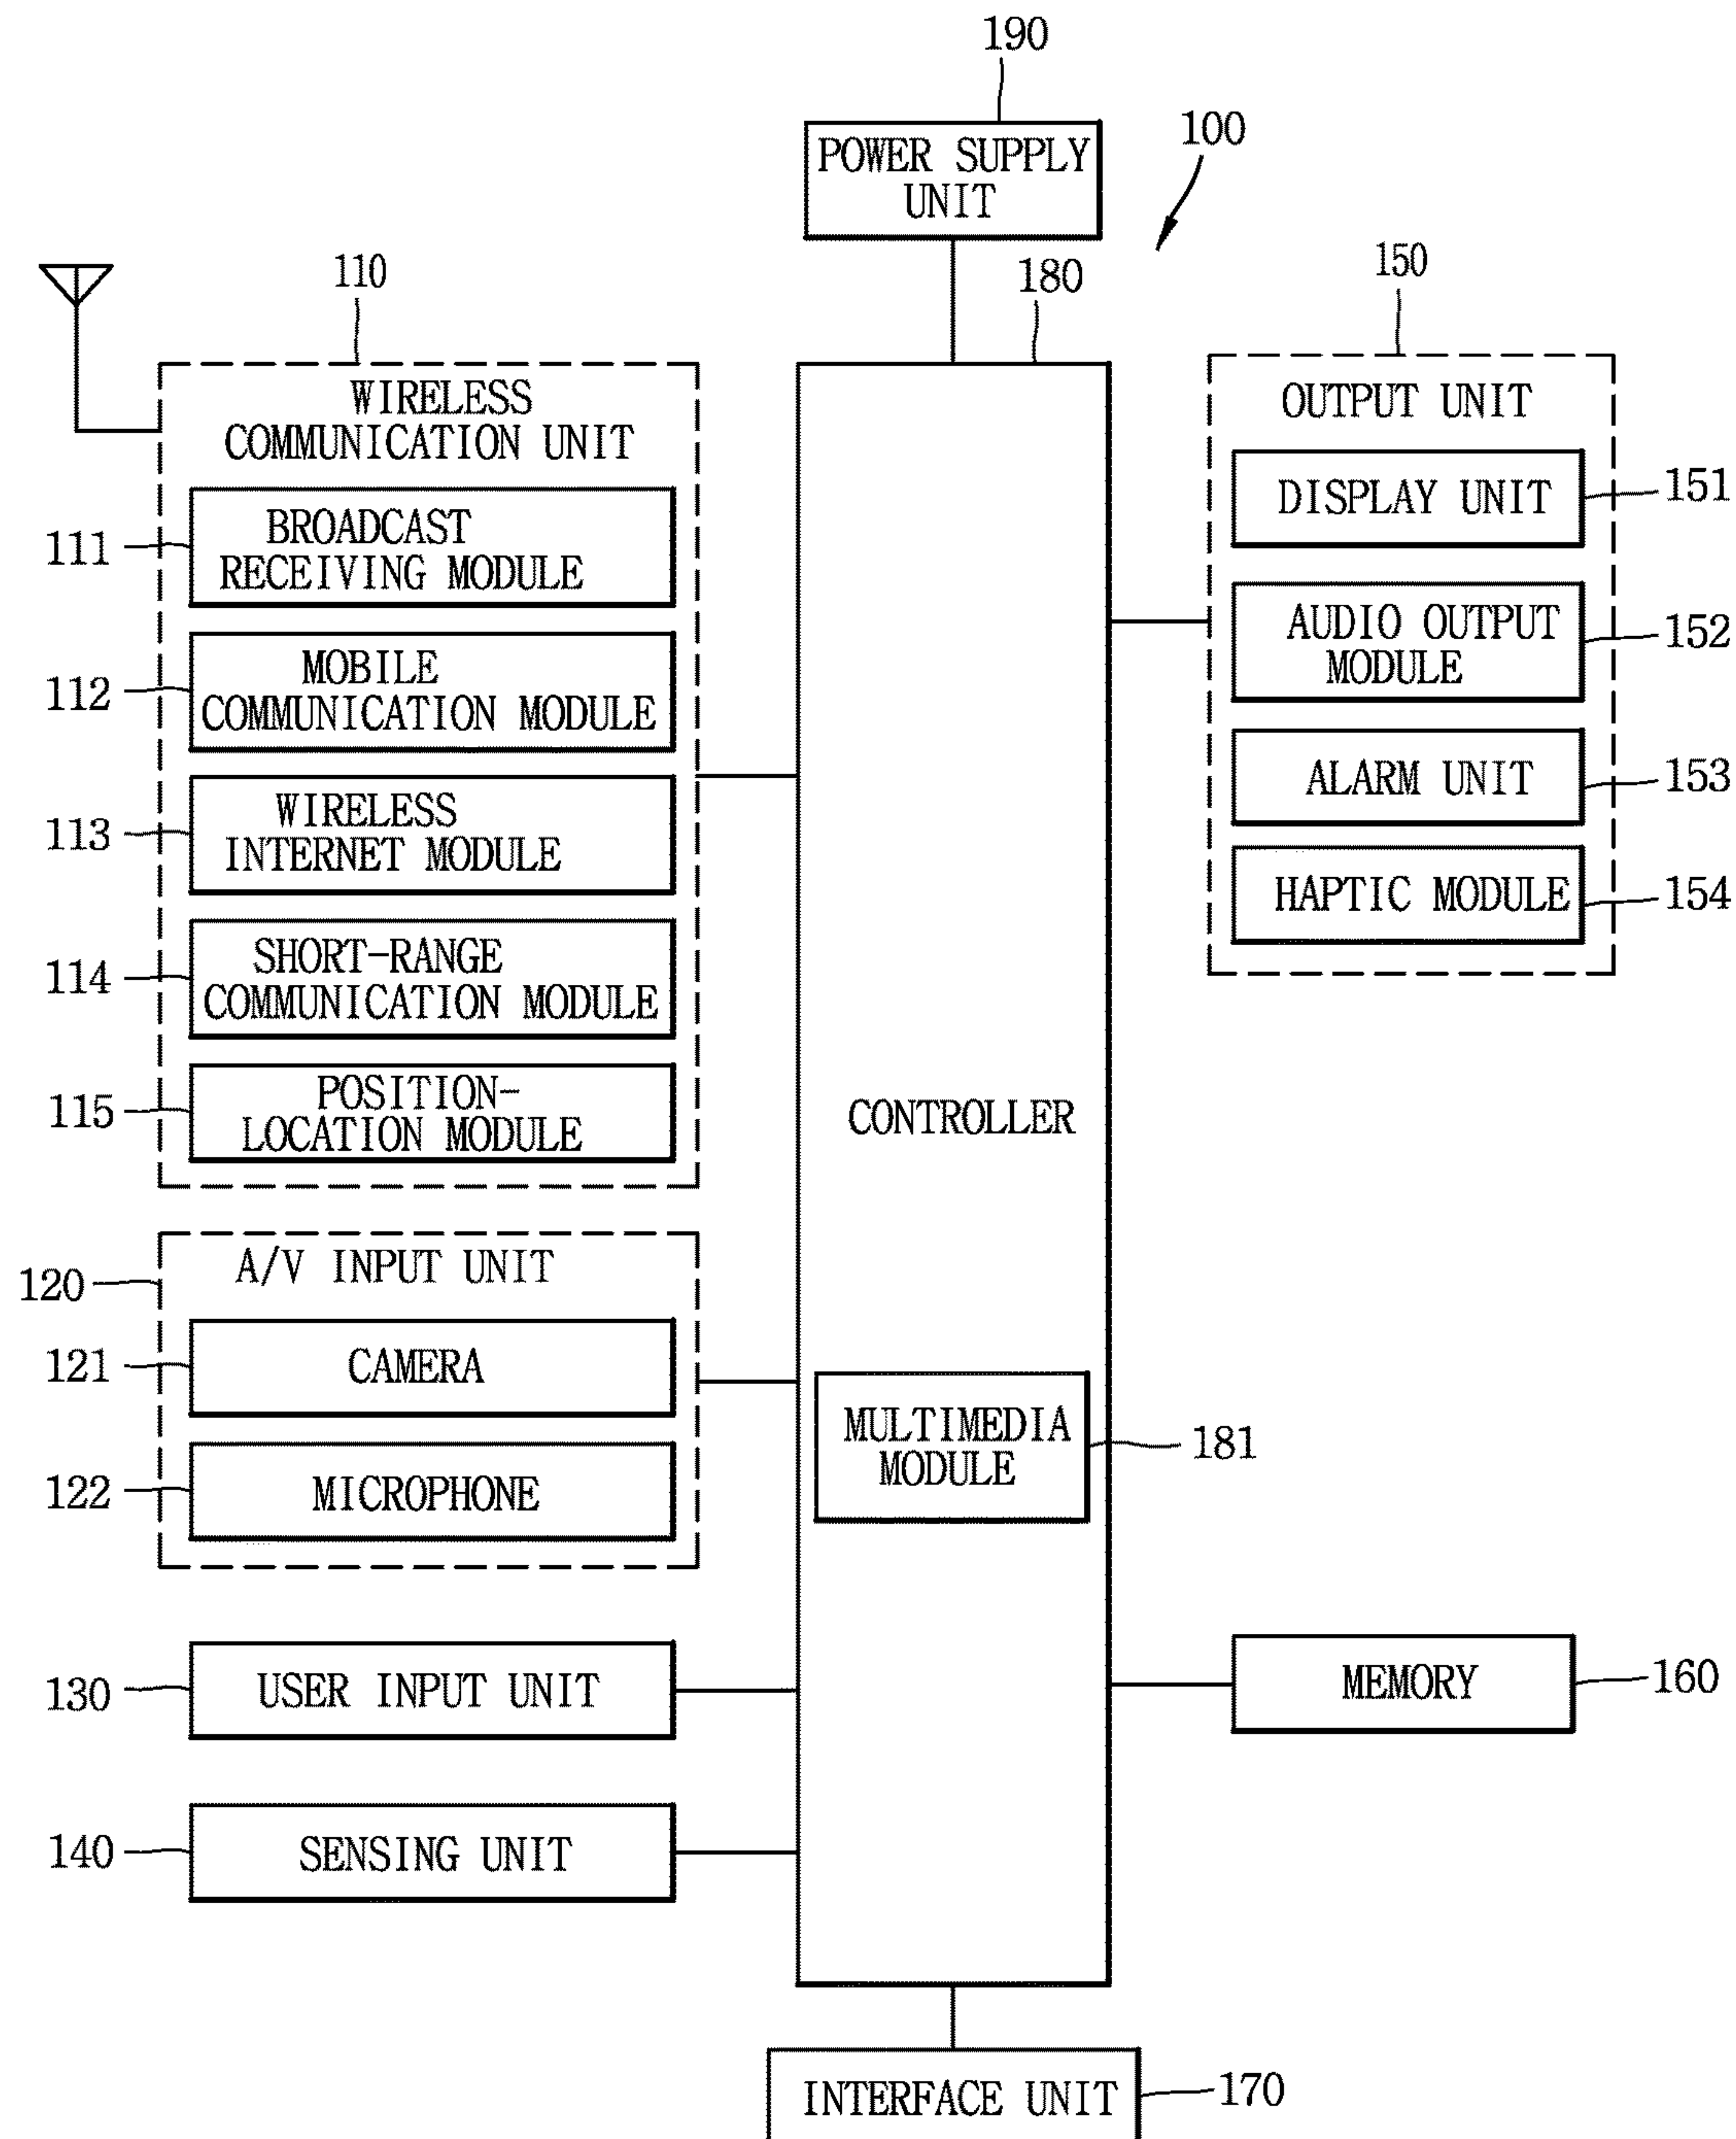 190
POWER SUPPLY
UNIT
100
110
180
150
WIRELESS
COMMUNICATION UNIT
111
BROADCAST
RECEIVING MODULE
112
MOBILE
COMMUNICATION MODULE
113
WIRELESS
INTERNET MODULE
114
SHORT-RANGE
COMMUNICATION MODULE
115
POSITION-
LOCATION MODULE
120
A/V INPUT UNIT
121
CAMERA
122
MICROPHONE
130
USER INPUT UNIT
140
SENSING UNIT
CONTROLLER
MULTIMEDIA
MODULE
181
OUTPUT UNIT
DISPLAY UNIT
151
AUDIO OUTPUT
MODULE
152
ALARM UNIT
153
HAPTIC MODULE
154
MEMORY
160
INTERFACE UNIT
170